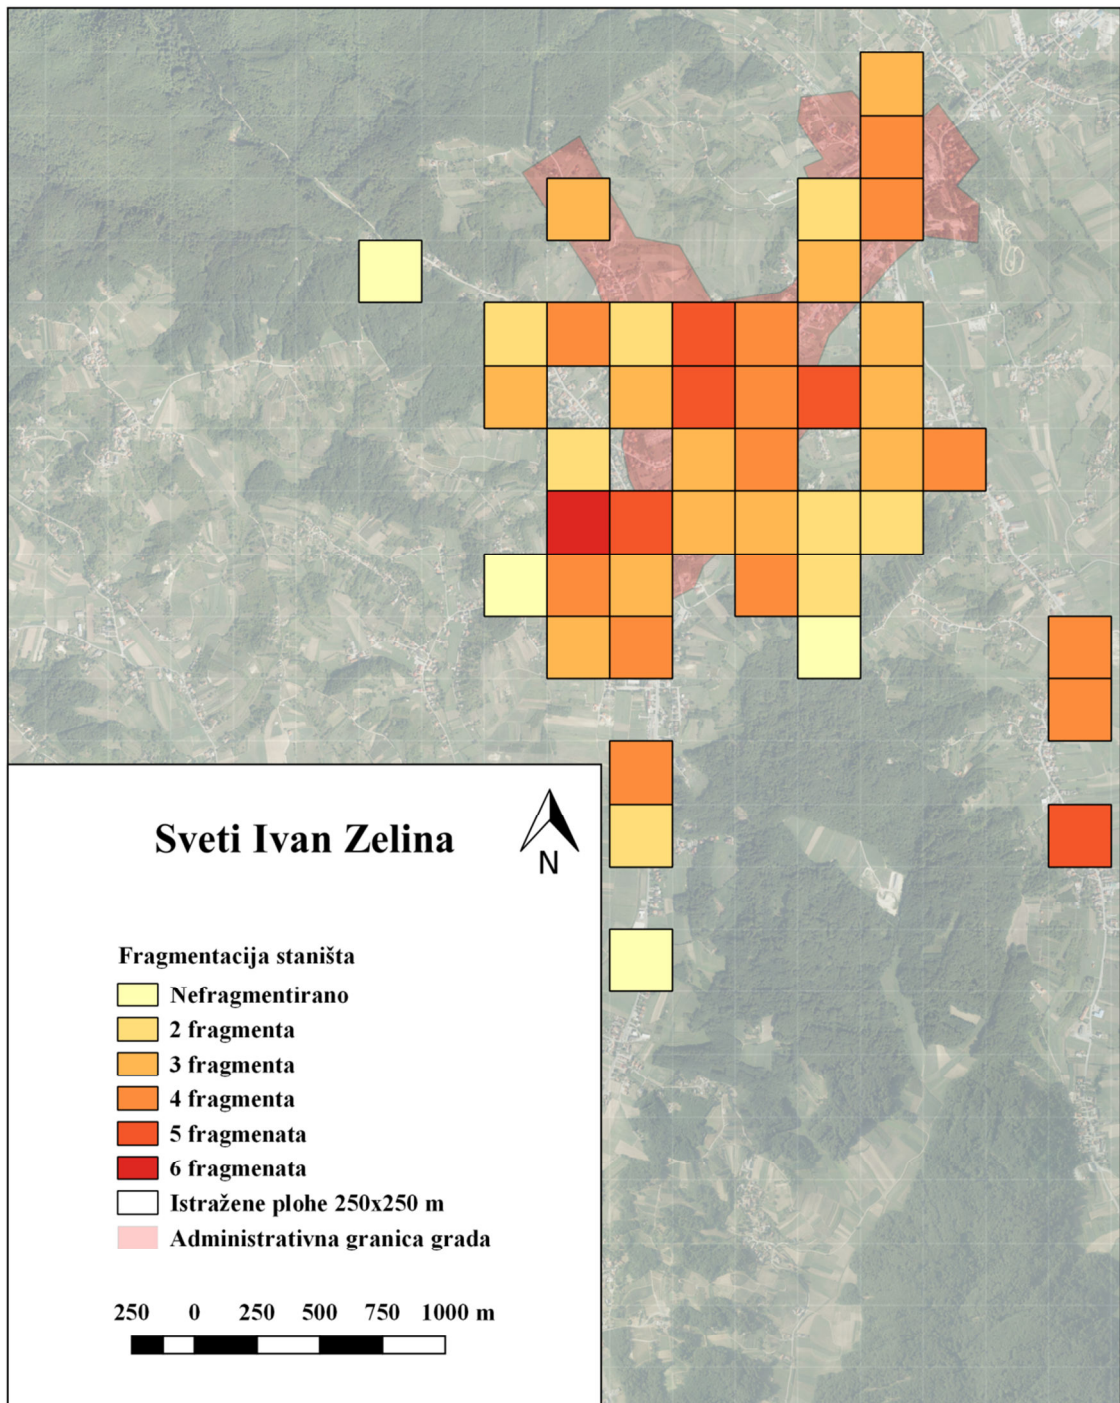 Sveti Ivan Zelina
N
Fragmentacija staništa
Nefragmentirano
2 fragmenta
3 fragmenta
4 fragmenta
5 fragmenata
6 fragmenata
Istražene plohe 250x250 m
Administrativna granica grada
250 0 250 500 750 1000 m